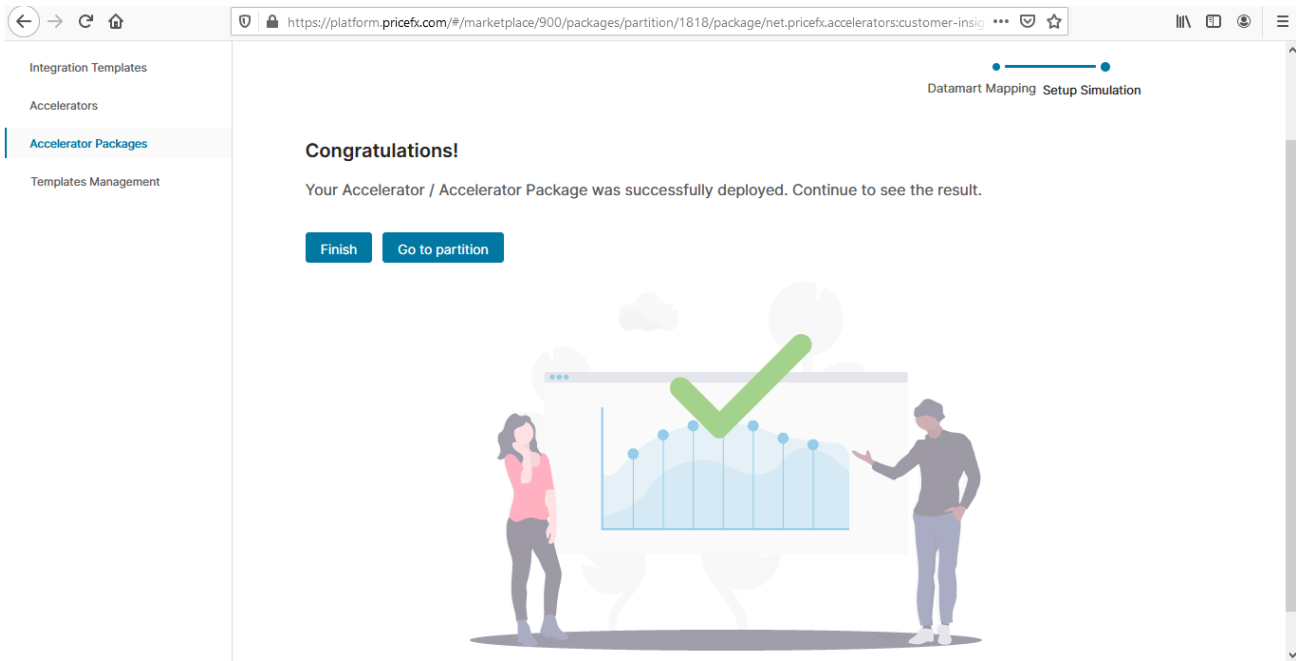 https://platform.pricefx.com/#/marketplace/900/packages/partition/1818/package/net.pricefx.accelerators:customer-insig
Integration Templates
Accelerators
Accelerator Packages
Templates Management
Datamart Mapping
Setup Simulation
Congratulations!
Your Accelerator / Accelerator Package was successfully deployed. Continue to see the result.
Finish
Go to partition